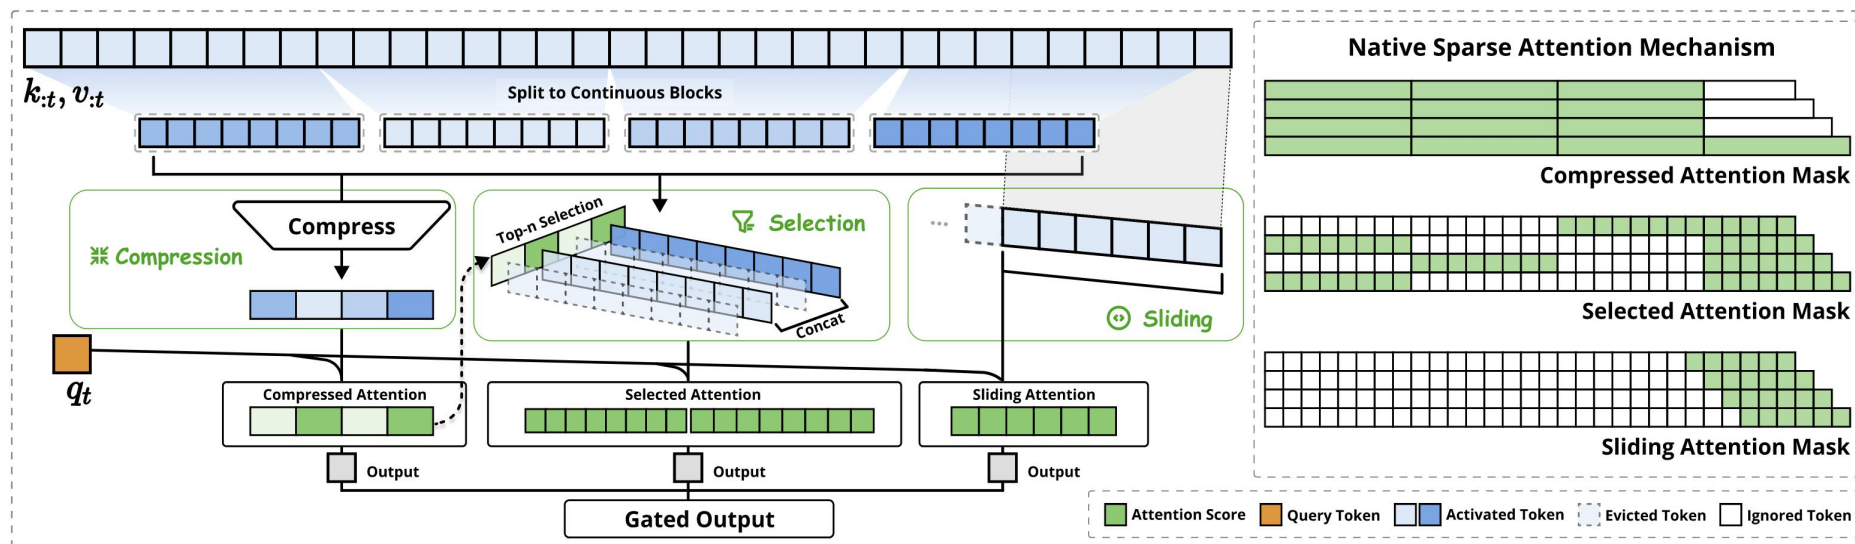 k:t, v:t
Split to Continuous Blocks
Compression
Compress
Top-n Selection
Selection
Concat
...
Sliding
qt
Compressed Attention
Selected Attention
Sliding Attention
Output
Output
Output
Gated Output
Native Sparse Attention Mechanism
Compressed Attention Mask
Selected Attention Mask
Sliding Attention Mask
Attention Score
Query Token
Activated Token
Evicted Token
Ignored Token